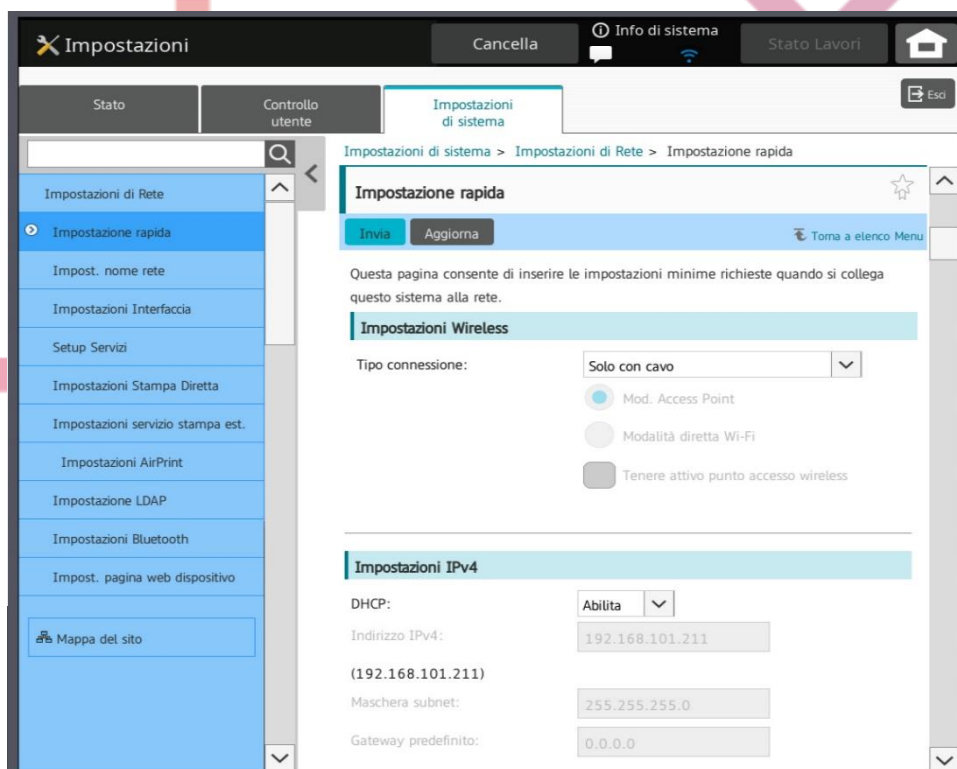 Impostazioni
Cancella
Info di sistema
Stato Lavori
Stato
Controllo
utente
Impostazioni
di sistema
Esci
Impostazioni di sistema > Impostazioni di Rete > Impostazione rapida
Impostazioni di Rete
Impostazione rapida
Impost. nome rete
Impostazioni Interfaccia
Setup Servizi
Impostazioni Stampa Diretta
Impostazioni servizio stampa est.
Impostazioni AirPrint
Impostazione LDAP
Impostazioni Bluetooth
Impost. pagina web dispositivo
Mappa del sito
Impostazione rapida
Invia
Aggiorna
Torna a elenco Menu
Questa pagina consente di inserire le impostazioni minime richieste quando si collega
questo sistema alla rete.
Impostazioni Wireless
Tipo connessione:
Solo con cavo
Mod. Access Point
Modalità diretta Wi-Fi
Tenere attivo punto accesso wireless
Impostazioni IPv4
DHCP:
Abilita
Indirizzo IPv4:
192.168.101.211
(192.168.101.211)
Maschera subnet:
255.255.255.0
Gateway predefinito:
0.0.0.0